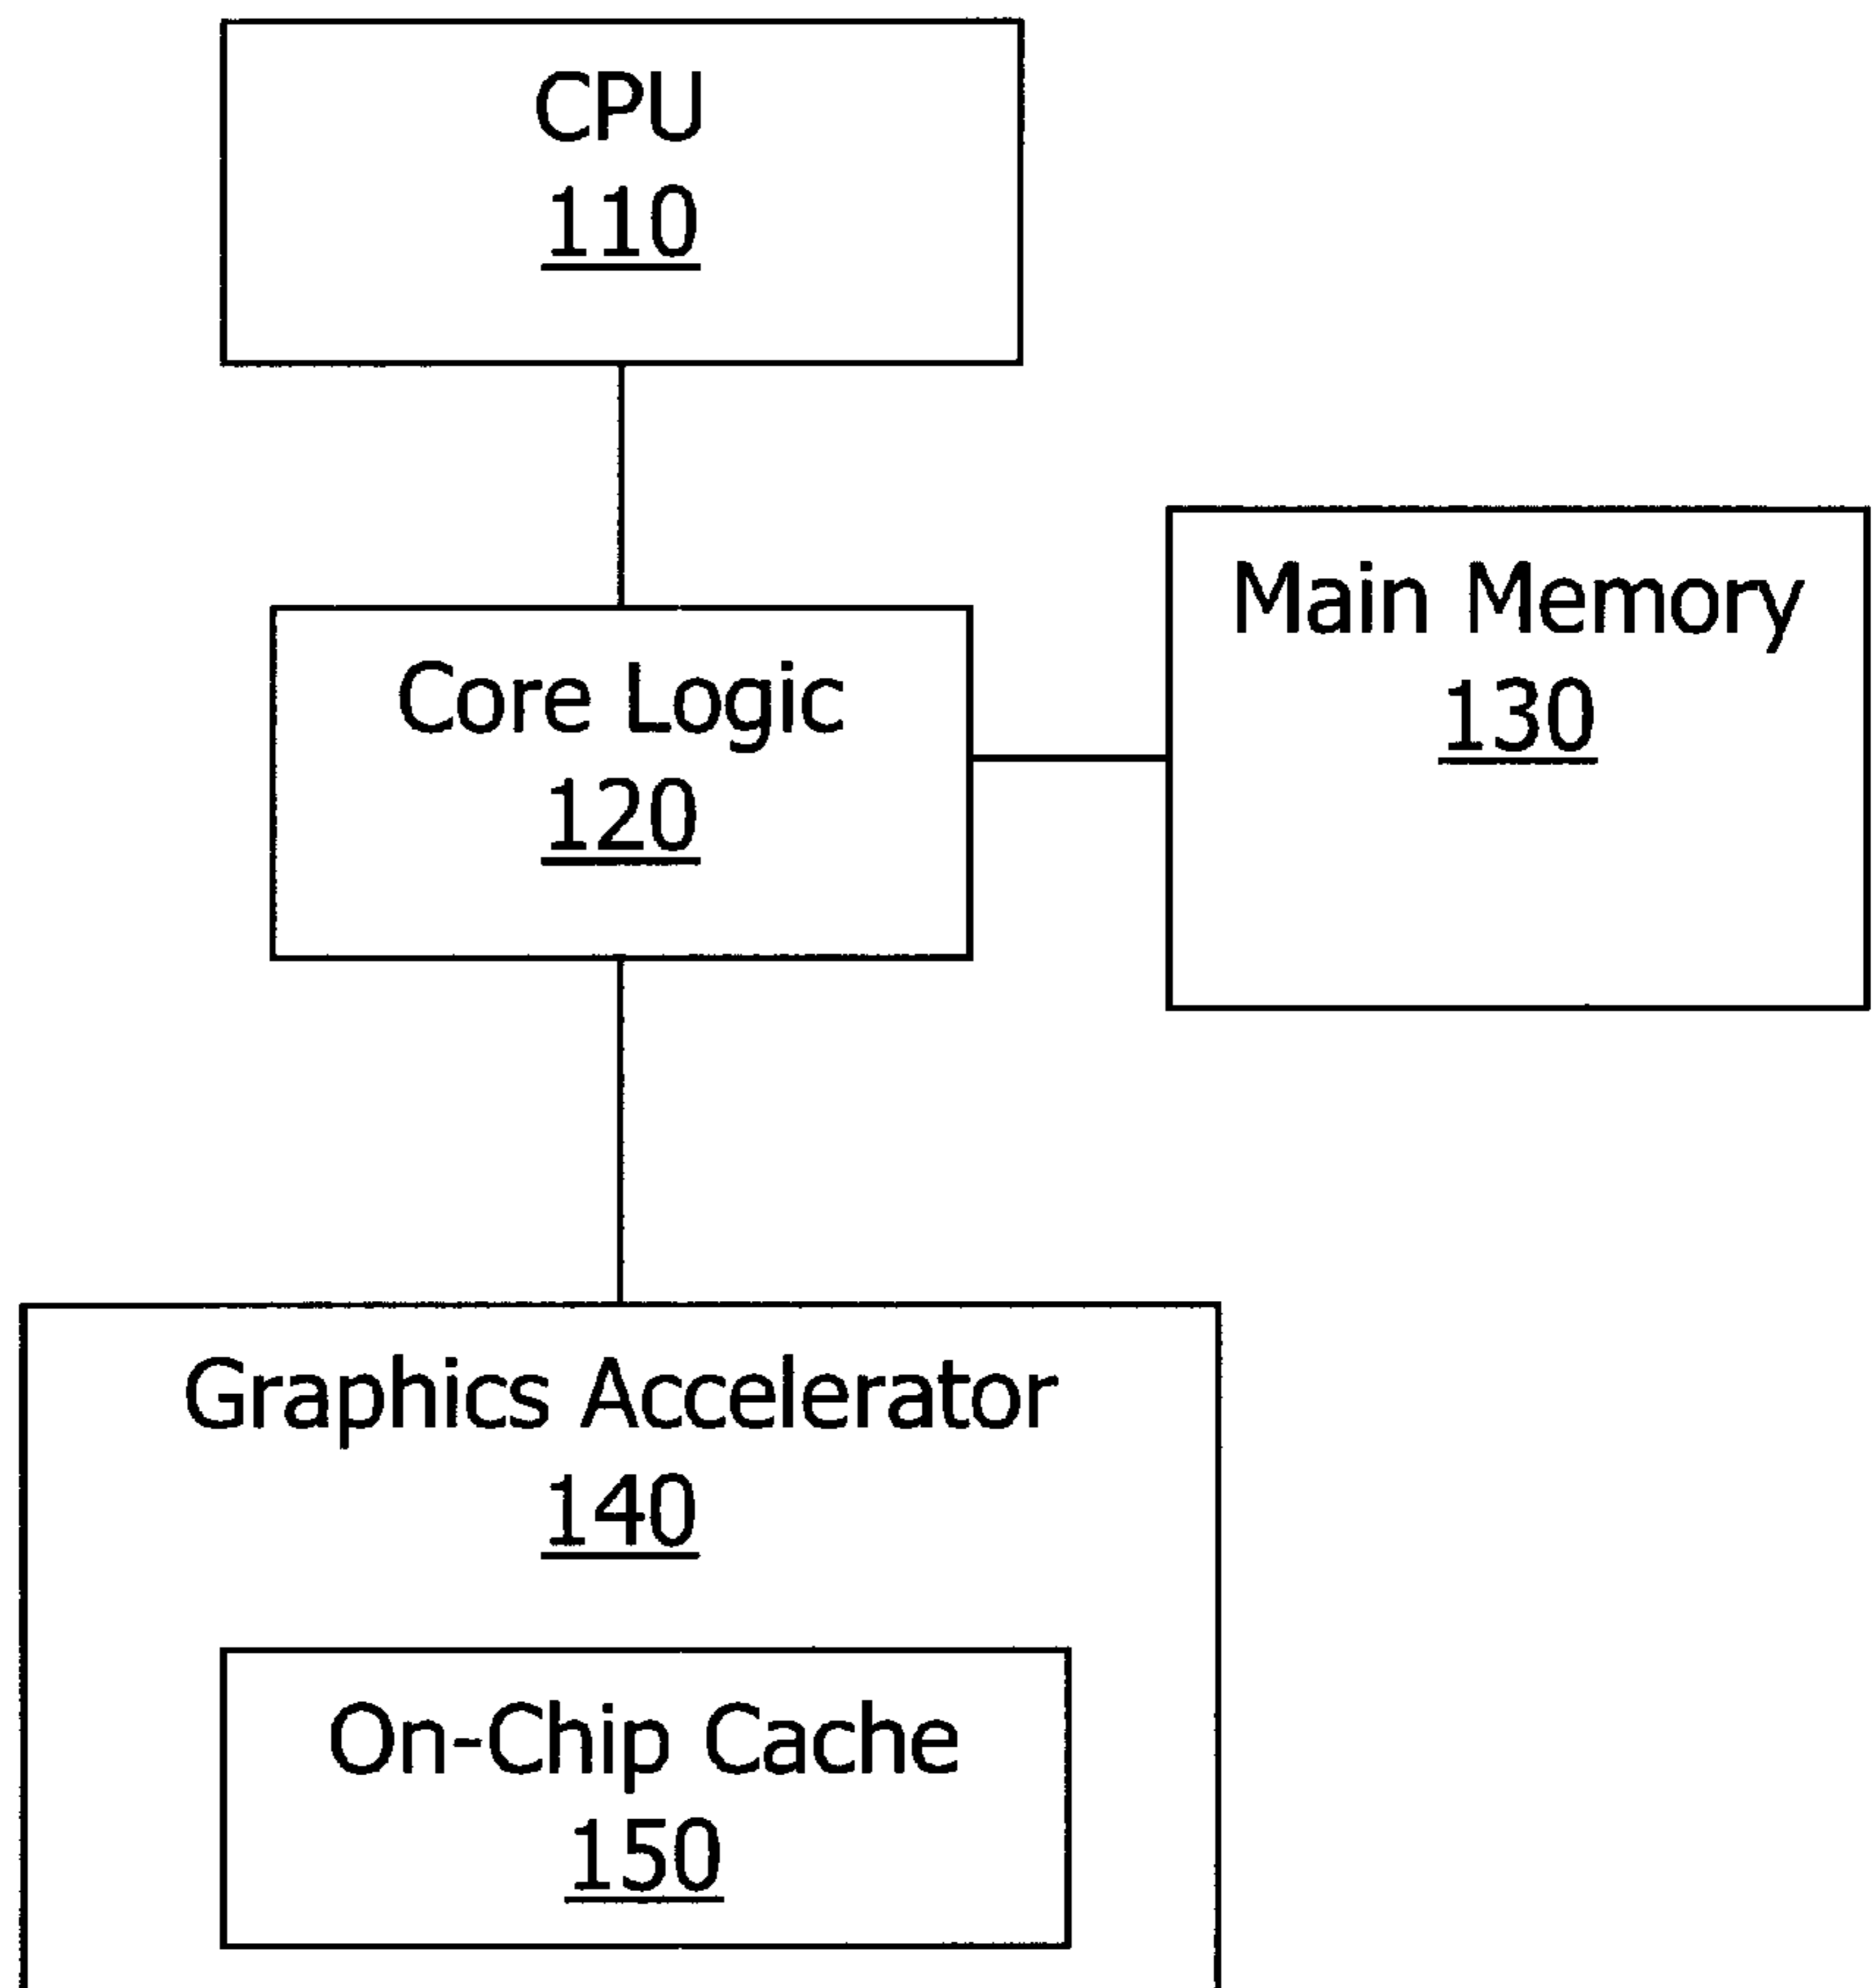 CPU
110
Core Logic
120
Main Memory
130
Graphics Accelerator
140
On-Chip Cache
150